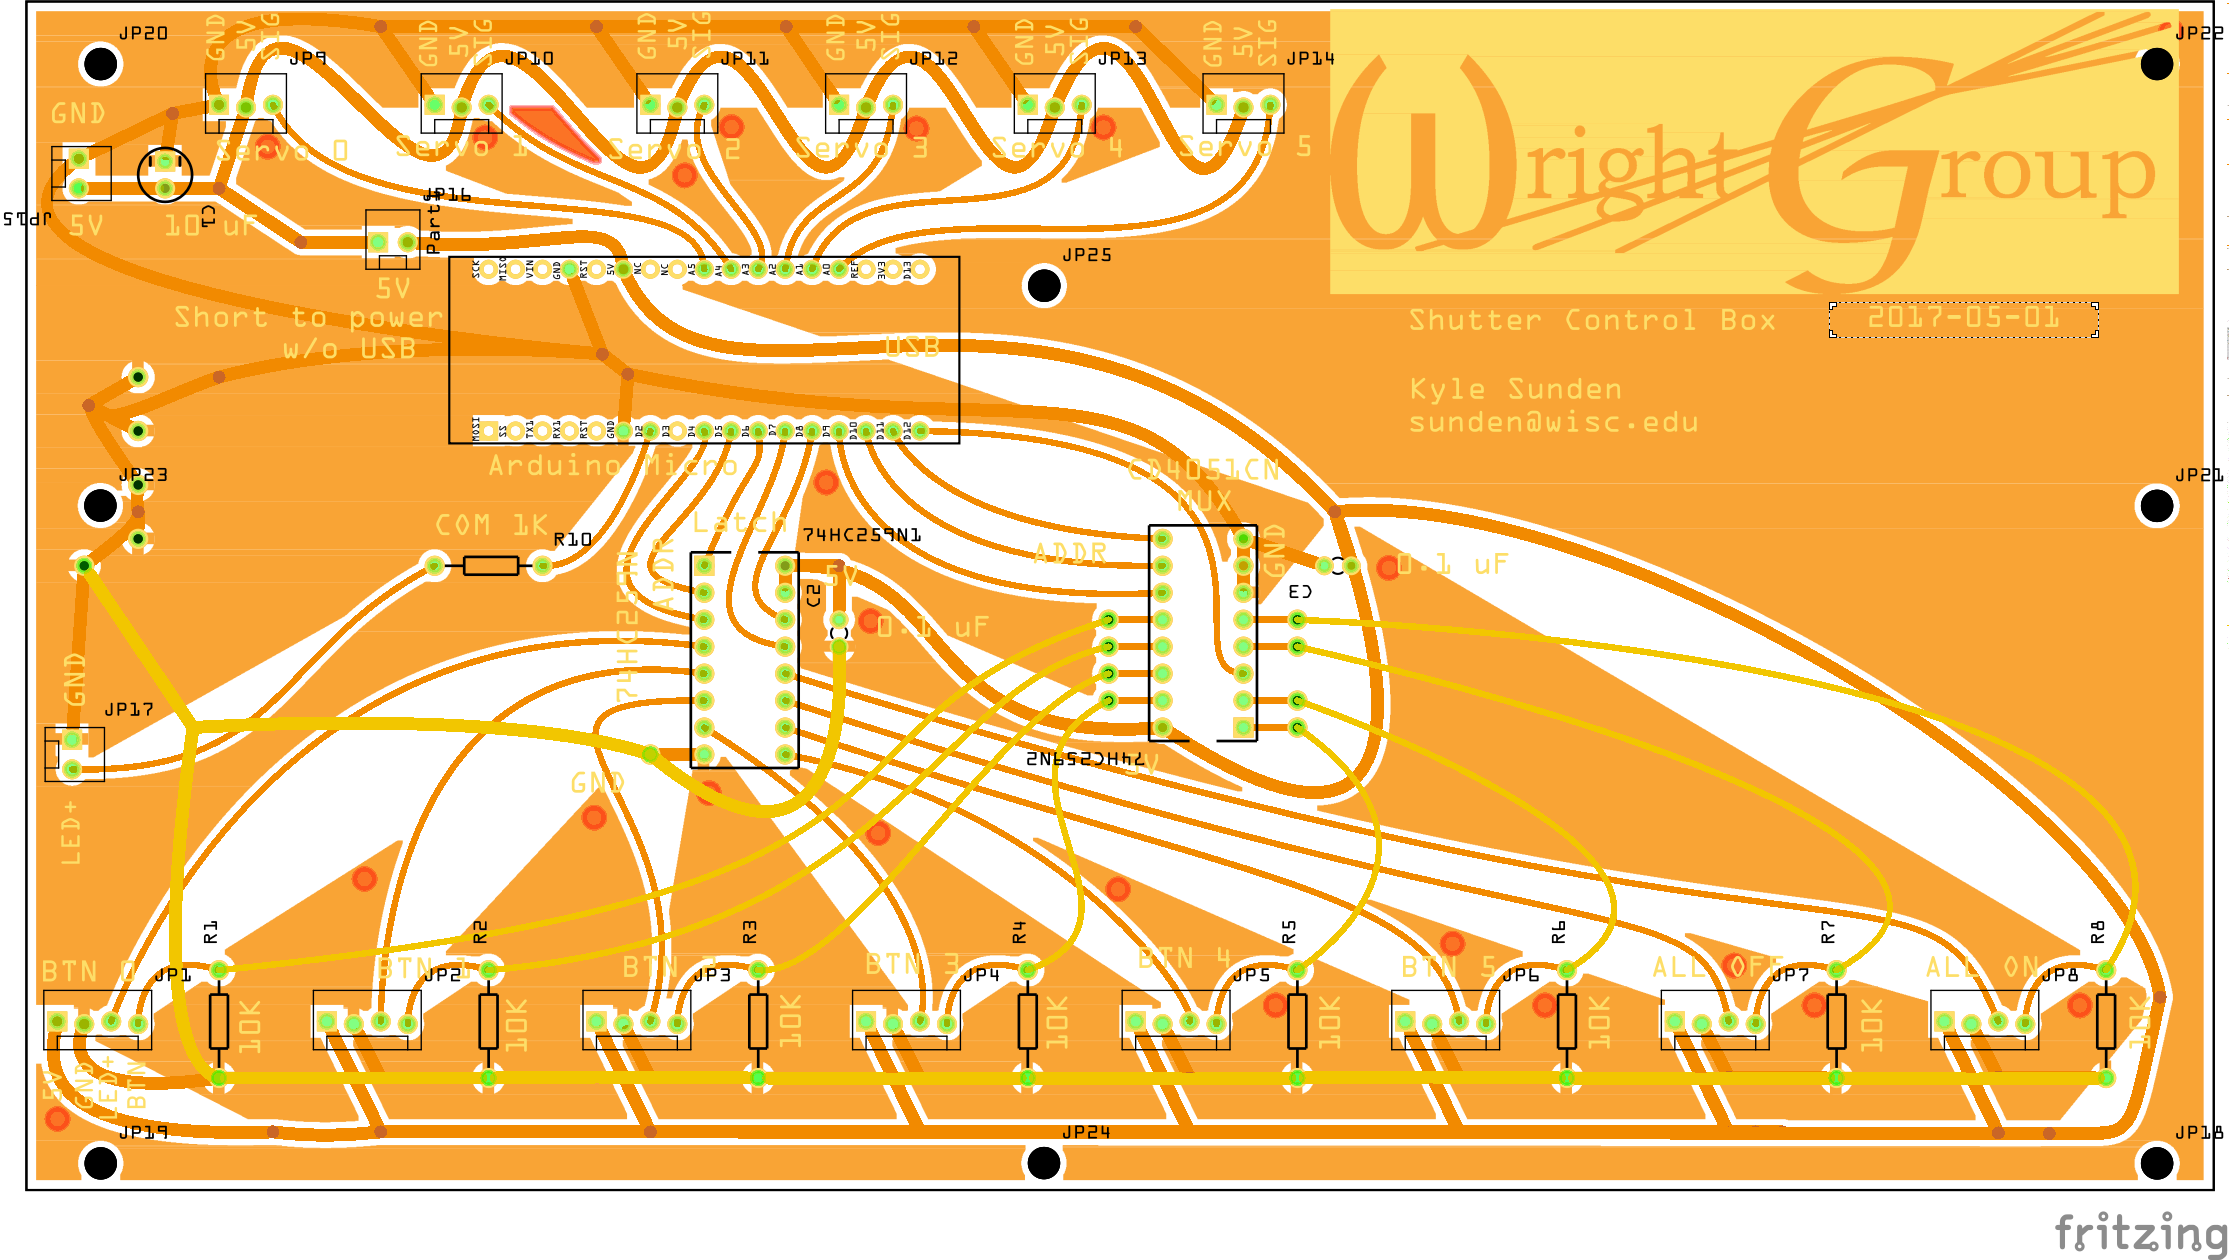 JP20
GND
5V
SIG
JP9
GND
5V
SIG
JP10
GND
5V
SIG
JP11
GND
5V
SIG
JP12
GND
5V
SIG
JP13
GND
5V
SIG
JP14
JP22
Wright Group
GND
Servo 0
Servo 1
Servo 2
Servo 3
Servo 4
Servo 5
JP15
5V
10 uF
C1
JP16
Part
5V
JP25
SCK
MISO
VIN
GND
RST
5V
NC
NC
A5
A4
A3
A2
A1
A0
REF
3V3
D13
Short to power
w/o USB
USB
Shutter Control Box
2017-05-01
Kyle Sunden
sunden@wisc.edu
MOSI
SS
TX1
RX1
RST
GND
D2
D3
D4
D5
D6
D7
D8
D9
D10
D11
D12
Arduino Micro
JP23
JP21
CD4051CN
MUX
COM 1K
R10
Latch
74HC259N1
ADDR
74HC259N
5V
C2
0.1 uF
ADDR
GND
0.1 uF
C3
GND
JP17
LED+
GND
74HC259N2
5V
R1
R2
R3
R4
R5
R6
R7
R8
BTN 0
JP1
BTN 1
JP2
BTN 2
JP3
BTN 3
JP4
BTN 4
JP5
BTN 5
JP6
ALL OFF
JP7
ALL ON
JP8
10K
10K
10K
10K
10K
10K
10K
10K
5V
GND
LED+
BTN
JP19
JP24
JP18
fritzing